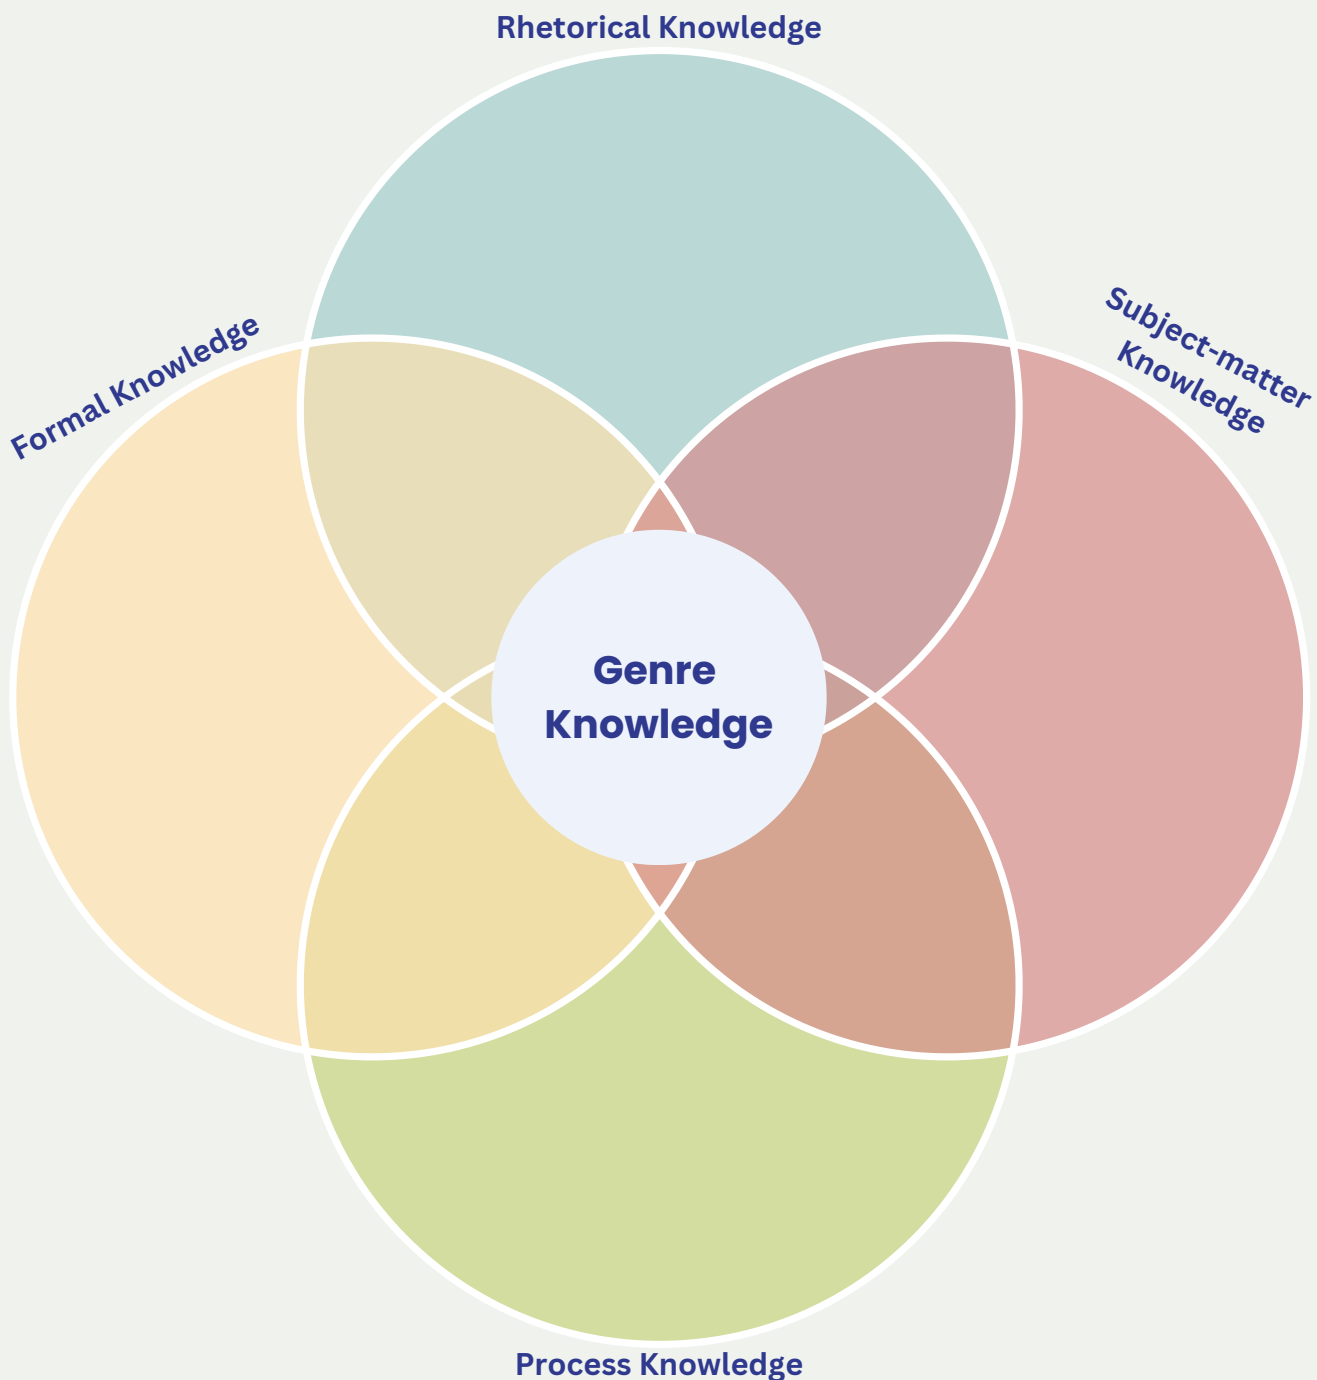 Rhetorical Knowledge
Formal Knowledge
Subject-matter
Knowledge
Genre
Knowledge
Process Knowledge